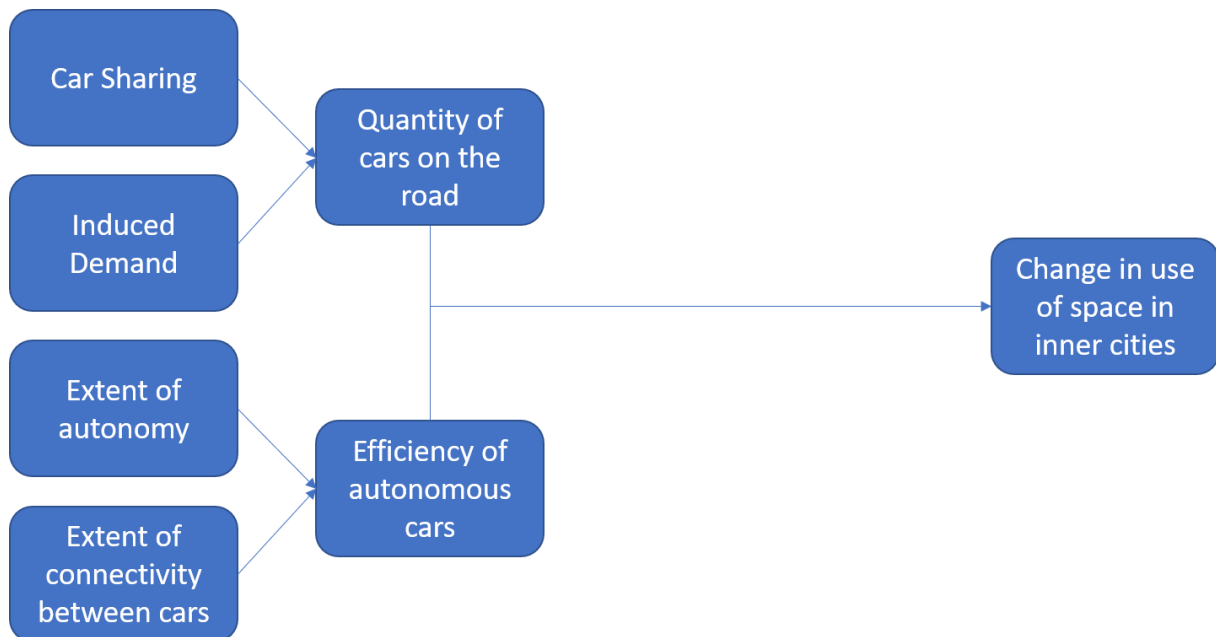 Car Sharing
Induced
Demand
Extent of
autonomy
Extent of
connectivity
between cars
Quantity of
cars on the
road
Efficiency of
autonomous
cars
Change in use
of space in
inner cities